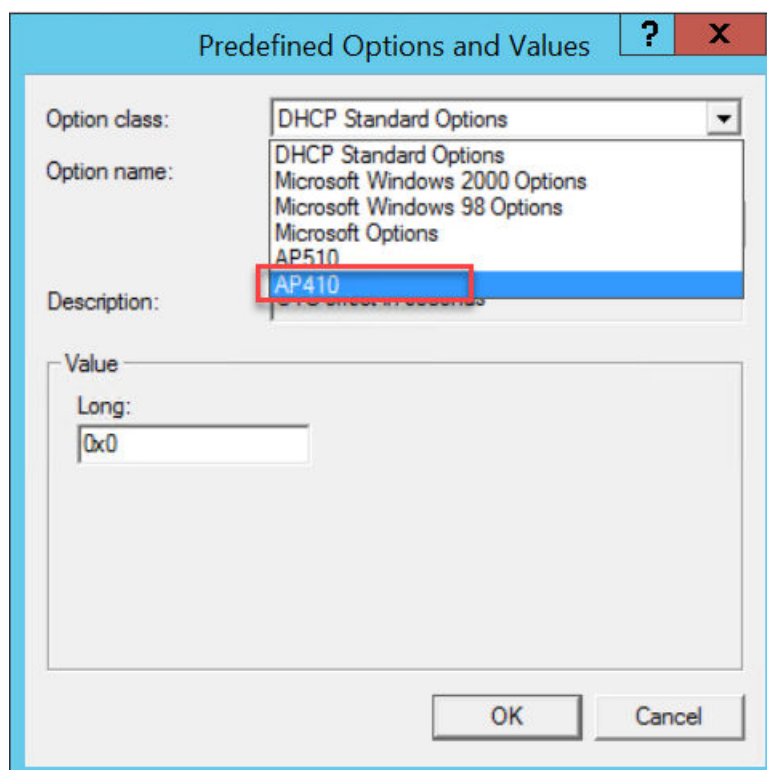 Predefined Options and Values
?
X
Option class:
DHCP Standard Options
Option name:
DHCP Standard Options
Microsoft Windows 2000 Options
Microsoft Windows 98 Options
Microsoft Options
AP510
AP410
Description:
Value
Long:
0x0
OK
Cancel